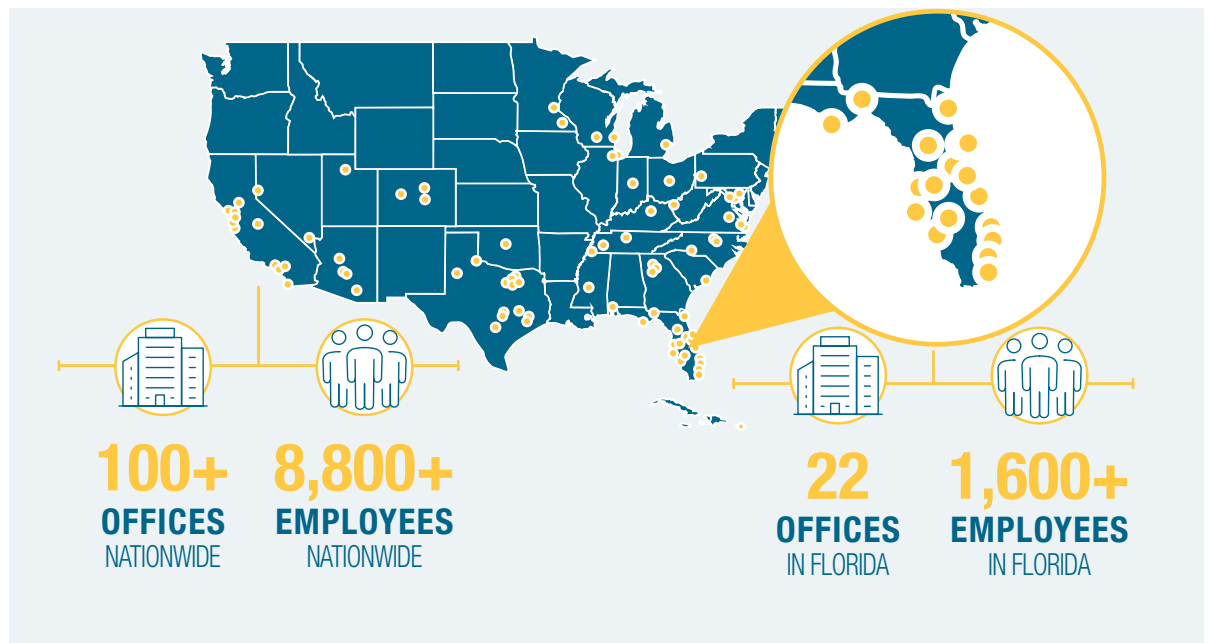 100+
OFFICES
NATIONWIDE
8,800+
EMPLOYEES
NATIONWIDE
22
OFFICES
IN FLORIDA
1,600+
EMPLOYEES
IN FLORIDA